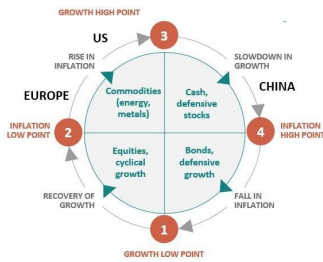 GROWTH HIGH POINT
3
US
RISE IN
INFLATION
SLOWDOWN IN
GROWTH
EUROPE
CHINA
Commodities
(energy,
metals)
Cash,
defensive
stocks
INFLATION
LOW POINT
2
4
INFLATION
HIGH POINT
Equities,
cyclical
growth
Bonds,
defensive
growth
RECOVERY OF
GROWTH
FALL IN
INFLATION
1
GROWTH LOW POINT